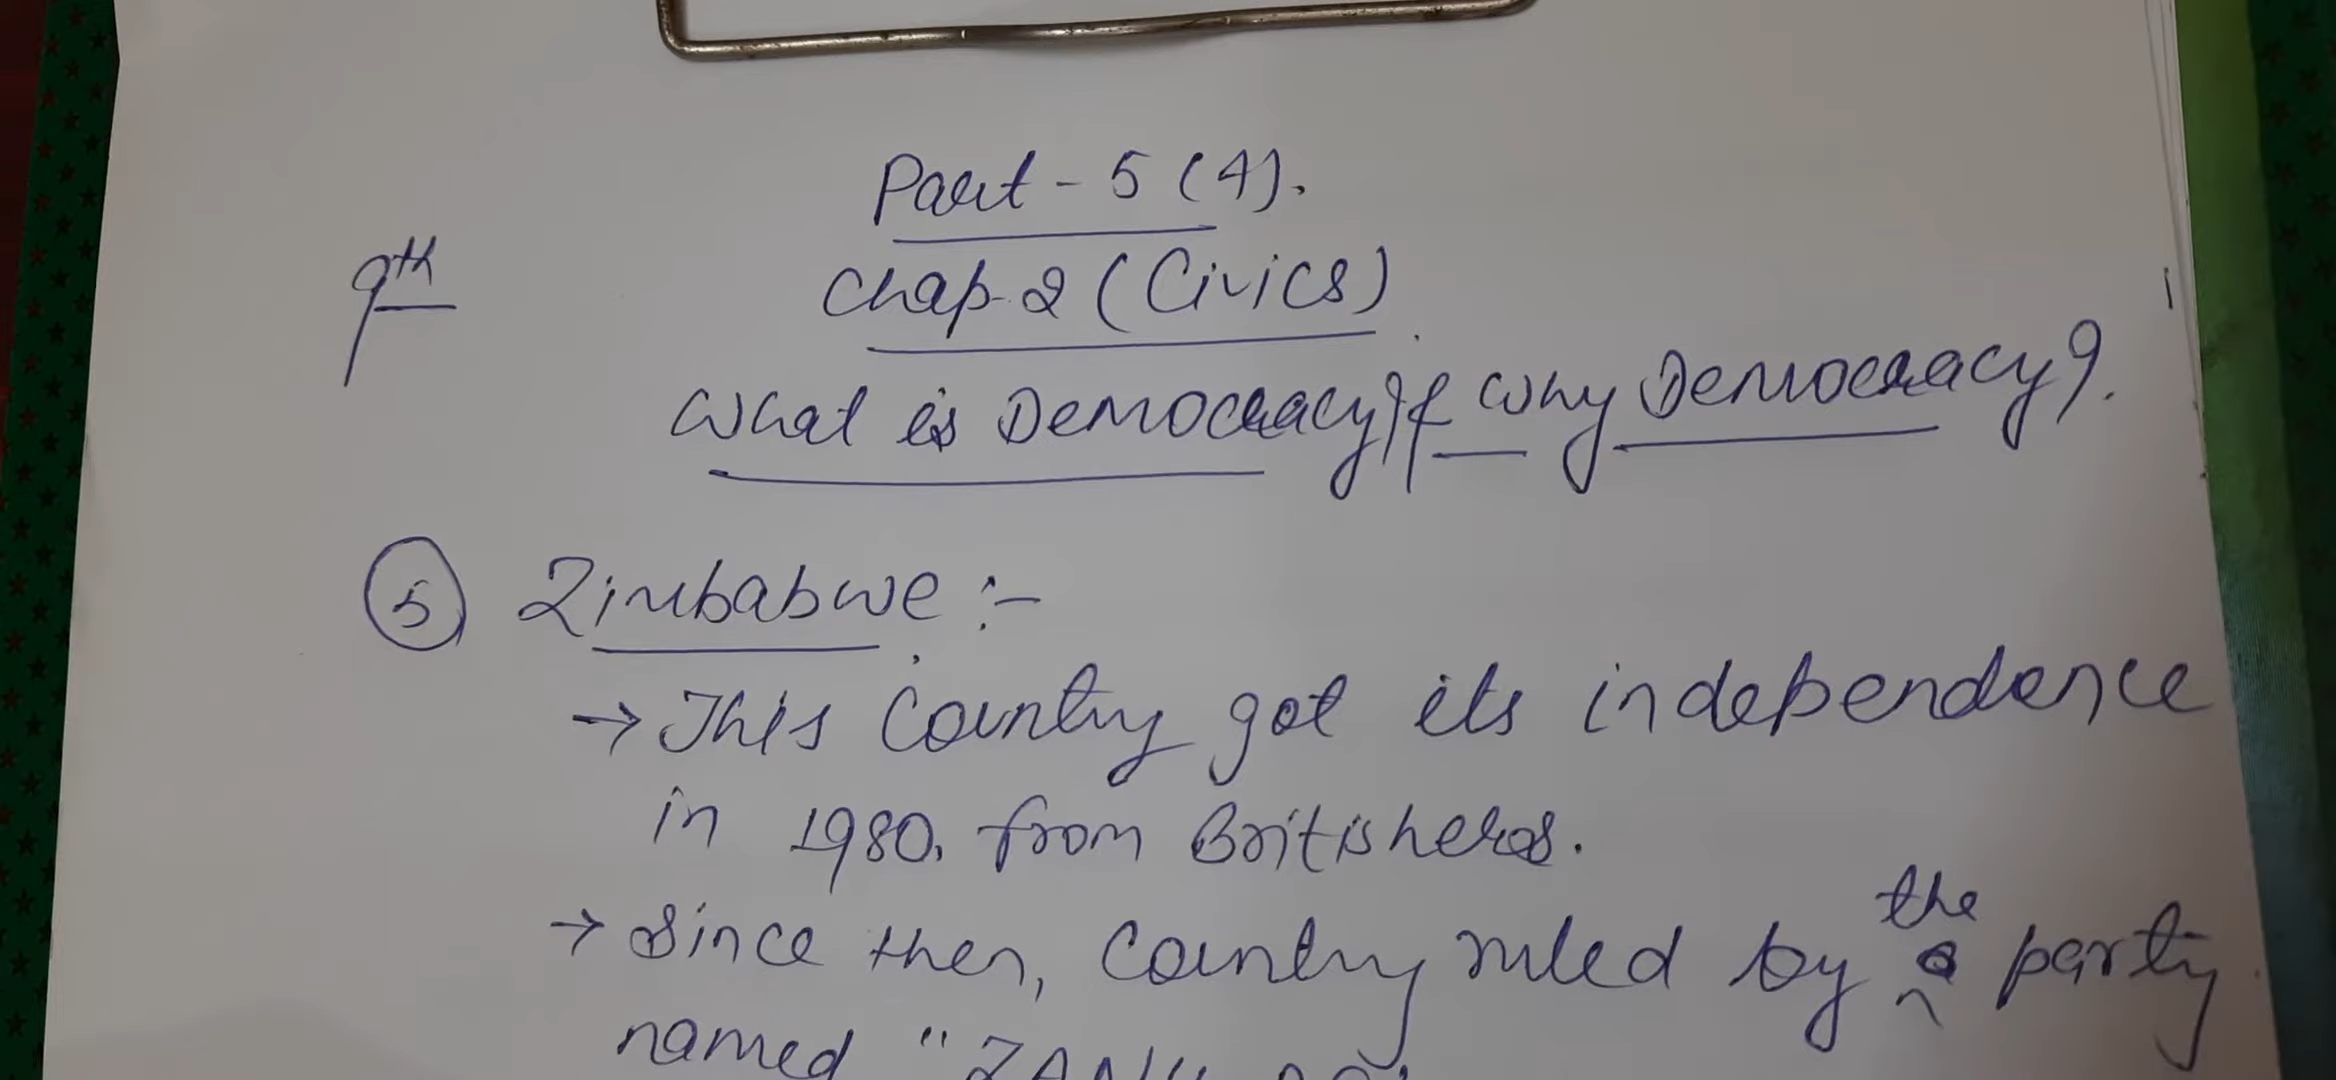 Part - 5 (4).
9th
Chap-2 (Civics)
What is Democracy? & Why Democracy?
5 Zimbabwe :-
→ This Country got its independence
in 1980, from Britishers.
→ Since then, Country ruled by the party
named "ZANU